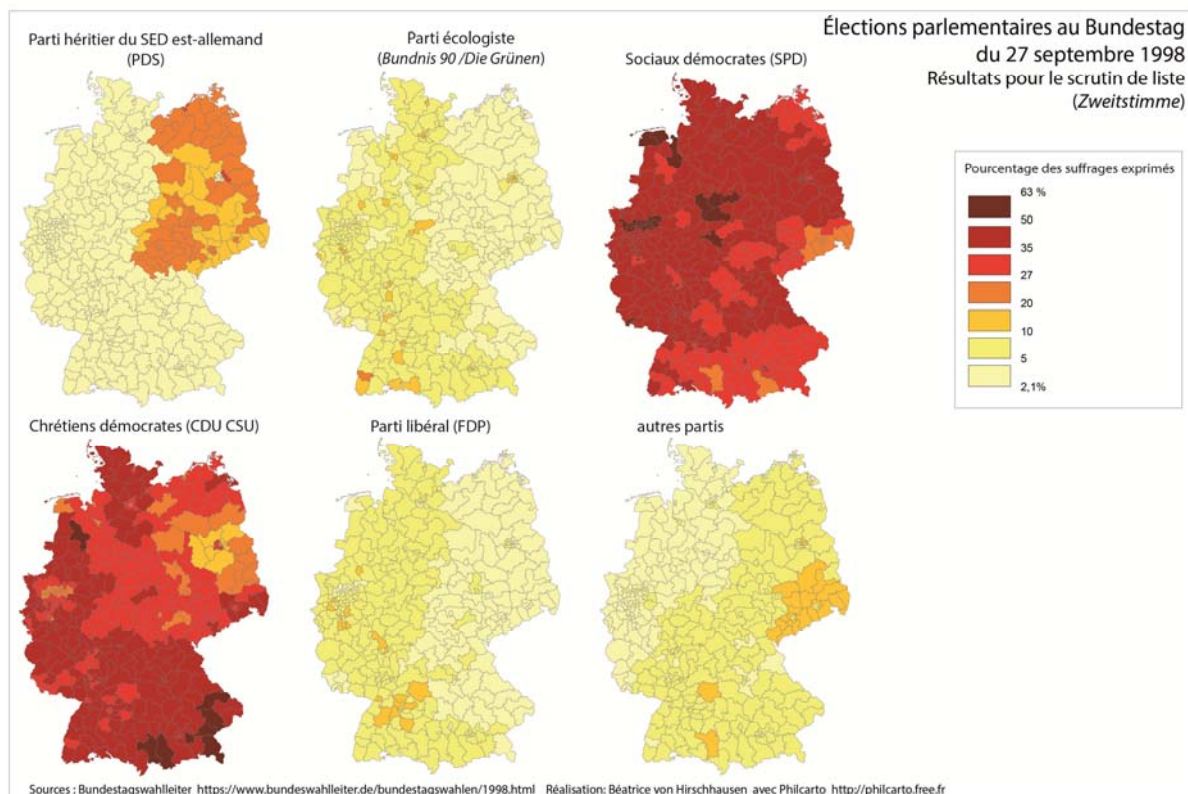 Élections parlementaires au Bundestag
du 27 septembre 1998
Résultats pour le scrutin de liste
(Zweitstimme)
Parti héritier du SED est-allemand
(PDS)
Parti écologiste
(Bundnis 90 /Die Grünen)
Sociaux démocrates (SPD)
Pourcentage des suffrages exprimés
63 %
50
35
27
20
10
5
2,1%
Chrétiens démocrates (CDU CSU)
Parti libéral (FDP)
autres partis
Sources : Bundestagswahlleiter https://www.bundeswahlleiter.de/bundestagswahlen/1998.html Réalisation: Béatrice von Hirschhausen avec Philcarto http://philcarto.free.fr